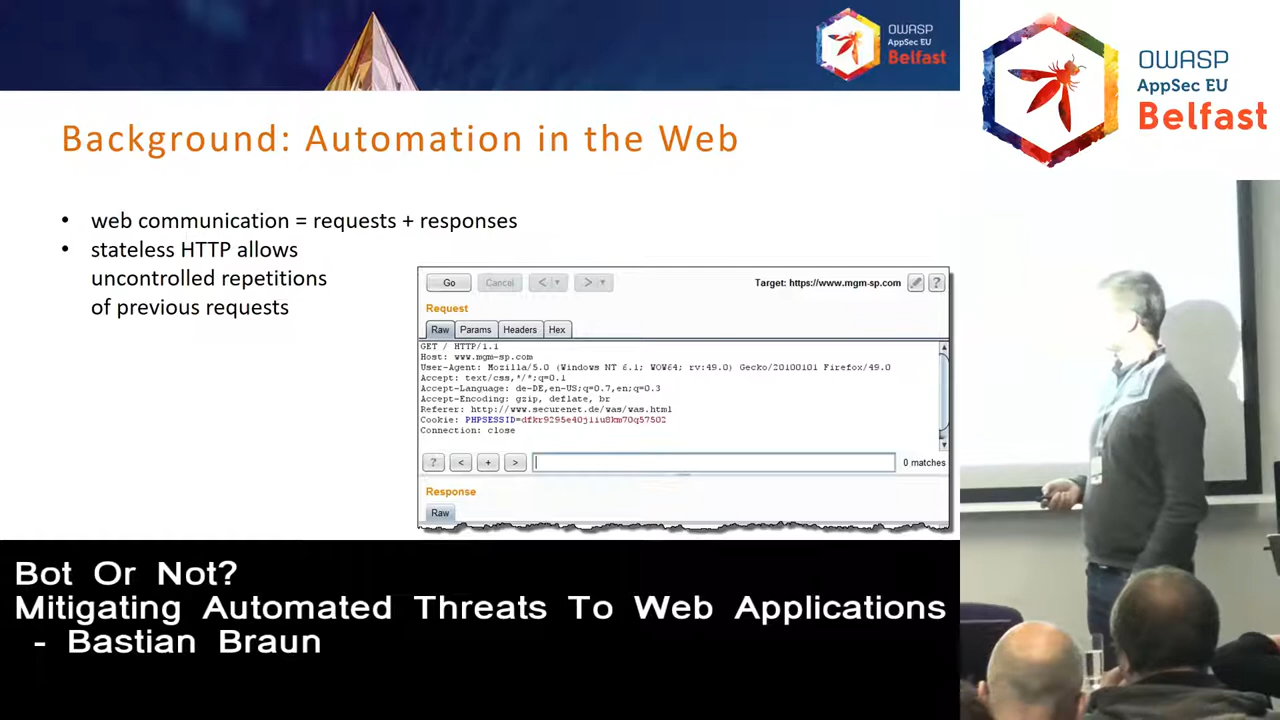 OWASP
AppSec EU
Belfast
OWASP
AppSec EU
Belfast
Background: Automation in the Web
• web communication = requests + responses
• stateless HTTP allows
uncontrolled repetitions
of previous requests
Go Cancel < > Target: https://www.mgm-sp.com ?
Request
Raw Params Headers Hex
GET / HTTP/1.1
Host: www.mgm-sp.com
User-Agent: Mozilla/5.0 (Windows NT 6.1; WOW64; rv:49.0) Gecko/20100101 Firefox/49.0
Accept: text/css,*/*;q=0.1
Accept-Language: de-DE,en-US;q=0.7,en;q=0.3
Accept-Encoding: gzip, deflate, br
Referer: http://www.securenet.de/was/was.html
Cookie: PHPSESSID=
Connection: close
? < + > 0 matches
Response
Raw
Bot Or Not?
Mitigating Automated Threats To Web Applications
- Bastian Braun